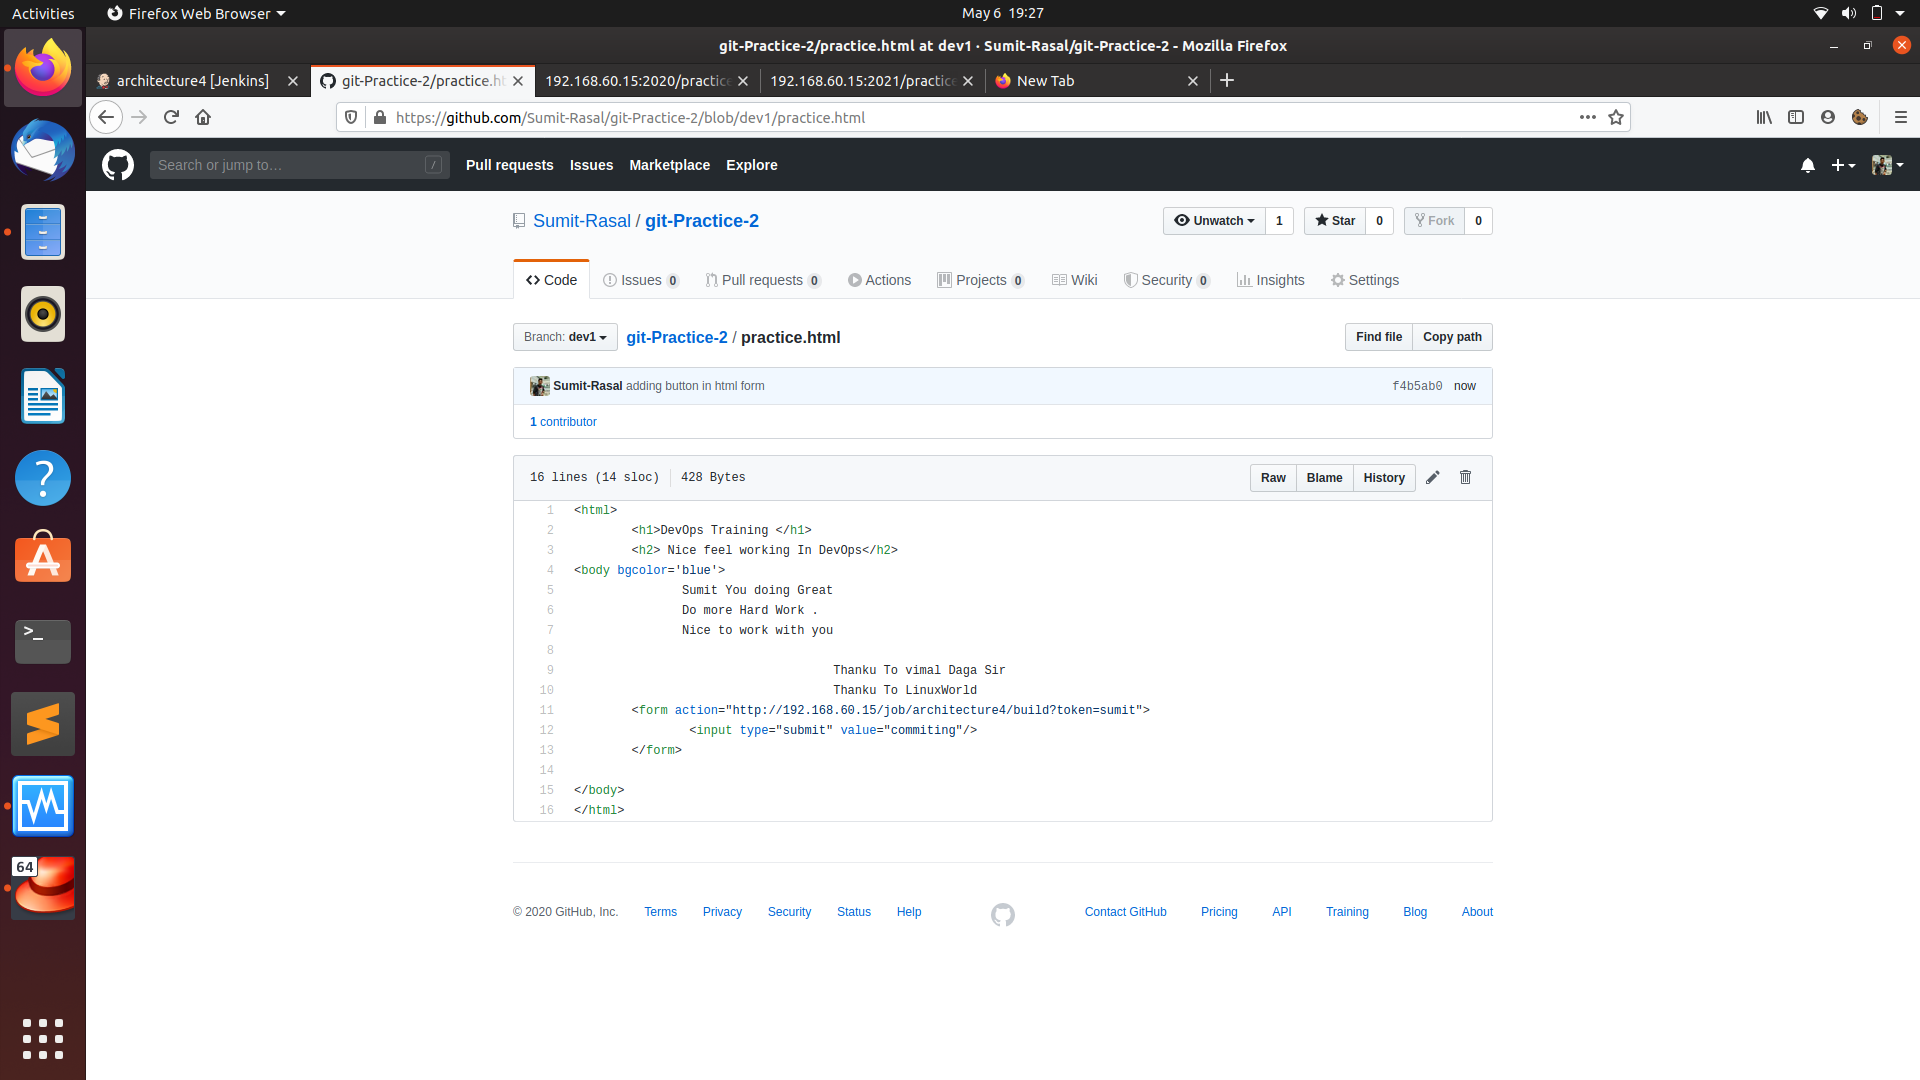 Activities Firefox Web Browser May 6 19:27
git-Practice-2/practice.html at dev1 · Sumit-Rasal/git-Practice-2 - Mozilla Firefox
architecture4 [Jenkins] git-Practice-2/practice.ht 192.168.60.15:2020/practice 192.168.60.15:2021/practice New Tab
https://github.com/Sumit-Rasal/git-Practice-2/blob/dev1/practice.html
Search or jump to… / Pull requests Issues Marketplace Explore
Sumit-Rasal / git-Practice-2 Unwatch 1 Star 0 Fork 0
Code Issues 0 Pull requests 0 Actions Projects 0 Wiki Security 0 Insights Settings
Branch: dev1 git-Practice-2 / practice.html Find file Copy path
Sumit-Rasal adding button in html form f4b5ab0 now
1 contributor
16 lines (14 sloc) 428 Bytes Raw Blame History
1 <html>
2 <h1>DevOps Training </h1>
3 <h2> Nice feel working In DevOps</h2>
4 <body bgcolor='blue'>
5 Sumit You doing Great
6 Do more Hard Work .
7 Nice to work with you
8
9 Thanku To vimal Daga Sir
10 Thanku To LinuxWorld
11 <form action="http://192.168.60.15/job/architecture4/build?token=sumit">
12 <input type="submit" value="commiting"/>
13 </form>
14
15 </body>
16 </html>
64
© 2020 GitHub, Inc. Terms Privacy Security Status Help Contact GitHub Pricing API Training Blog About